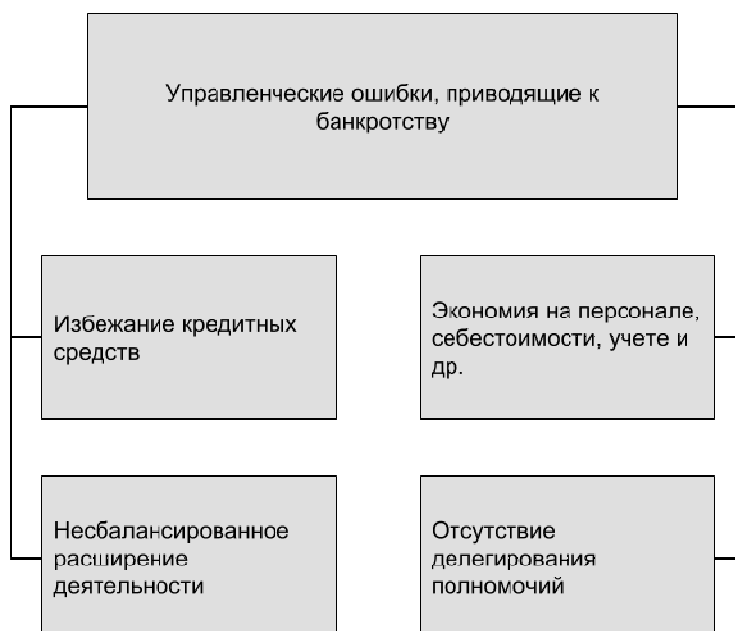 Управленческие ошибки, приводящие к
банкротству
Избежание кредитных
средств
Экономия на персонале,
себестоимости, учете и
др.
Несбалансированное
расширение
деятельности
Отсутствие
делегирования
полномочий